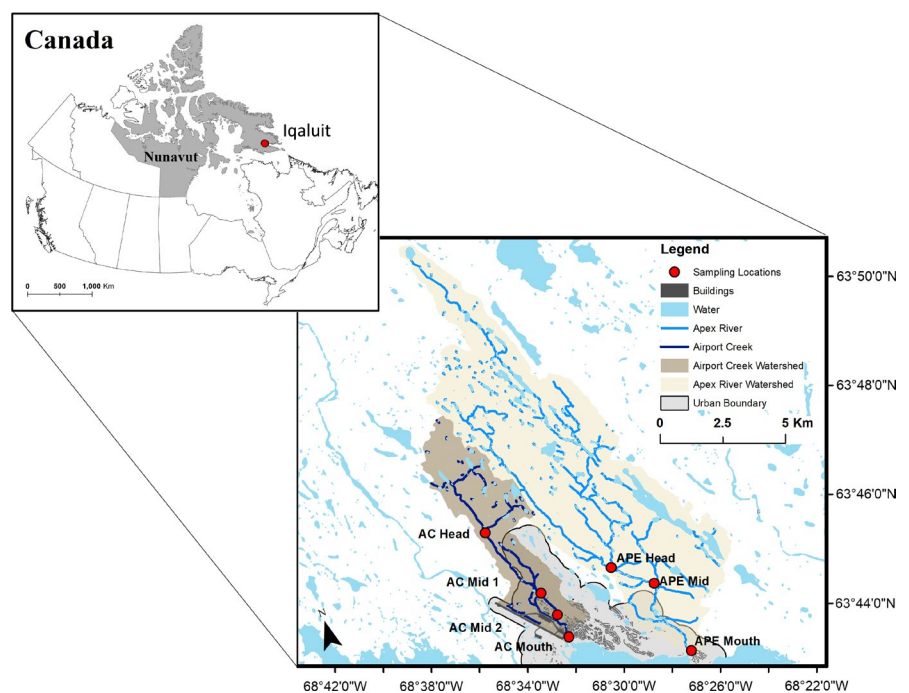 Canada
Iqaluit
Nunavut
0 500 1,000 Km
Legend
Sampling Locations
Buildings
Water
Apex River
Airport Creek
Airport Creek Watershed
Apex River Watershed
Urban Boundary
0 5 Km
63°50'0"N
63°48'0"N
63°46'0"N
63°44'0"N
AC Head
APE Head
AC Mid 1
APE Mid
AC Mid 2
AC Mouth
APE Mouth
N
68°42'0"W 68°38'0"W 68°34'0"W 68°30'0"W 68°26'0"W 68°22'0"W